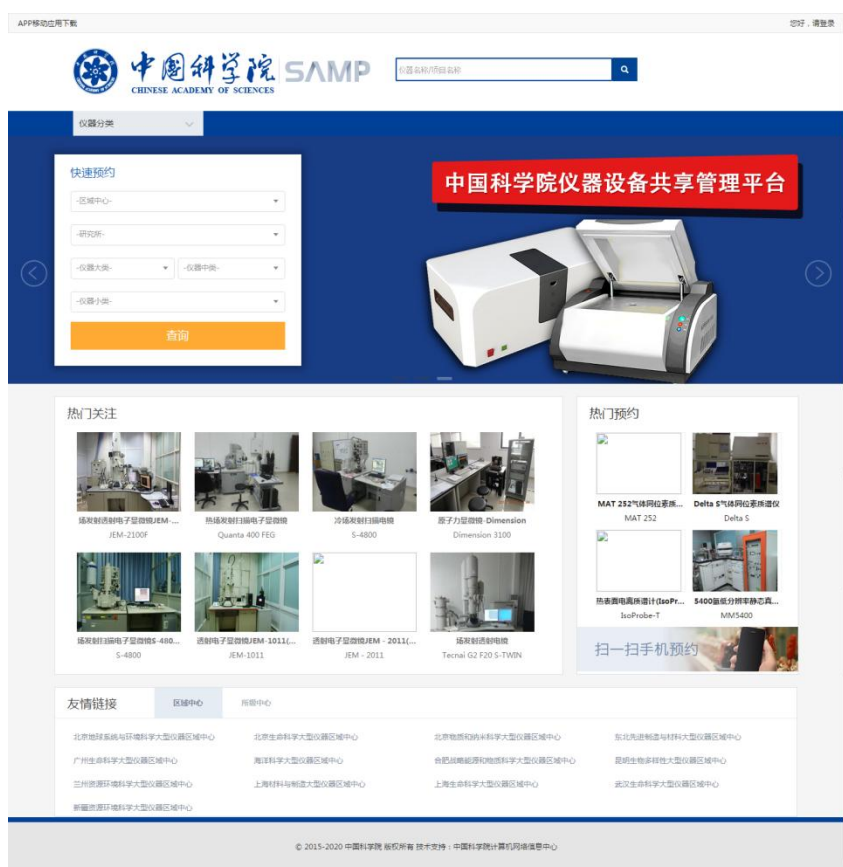 APP移动应用下载
您好，请登录
中国科学院
CHINESE ACADEMY OF SCIENCES
SAMP
仪器名称/项目名称
仪器分类
快速预约
-区域中心-
-研究所-
-仪器大类-
-仪器中类-
-仪器小类-
查询
中国科学院仪器设备共享管理平台
热门关注
场发射透射电子显微镜JEM-...
JEM-2100F
热场发射扫描电子显微镜
Quanta 400 FEG
冷场发射扫描电镜
S-4800
原子力显微镜-Dimension
Dimension 3100
场发射扫描电子显微镜S-480...
S-4800
透射电子显微镜JEM-1011(...
JEM-1011
透射电子显微镜JEM - 2011(...
JEM - 2011
场发射透射电镜
Tecnai G2 F20 S-TWIN
热门预约
MAT 252气体同位素质...
MAT 252
Delta S气体同位素质谱仪
Delta S
热表面电离质谱计(IsoPr...
IsoProbe-T
5400氩低分辨率静态真...
MM5400
扫一扫手机预约
友情链接
区域中心
所级中心
北京地球系统与环境科学大型仪器区域中心
北京生命科学大型仪器区域中心
北京物质和纳米科学大型仪器区域中心
东北先进制造与材料大型仪器区域中心
广州生命科学大型仪器区域中心
海洋科学大型仪器区域中心
合肥战略能源和物质科学大型仪器区域中心
昆明生物多样性大型仪器区域中心
兰州资源环境科学大型仪器区域中心
上海材料与制造大型仪器区域中心
上海生命科学大型仪器区域中心
武汉生命科学大型仪器区域中心
新疆资源环境科学大型仪器区域中心
© 2015-2020 中国科学院 版权所有 技术支持：中国科学院计算机网络信息中心